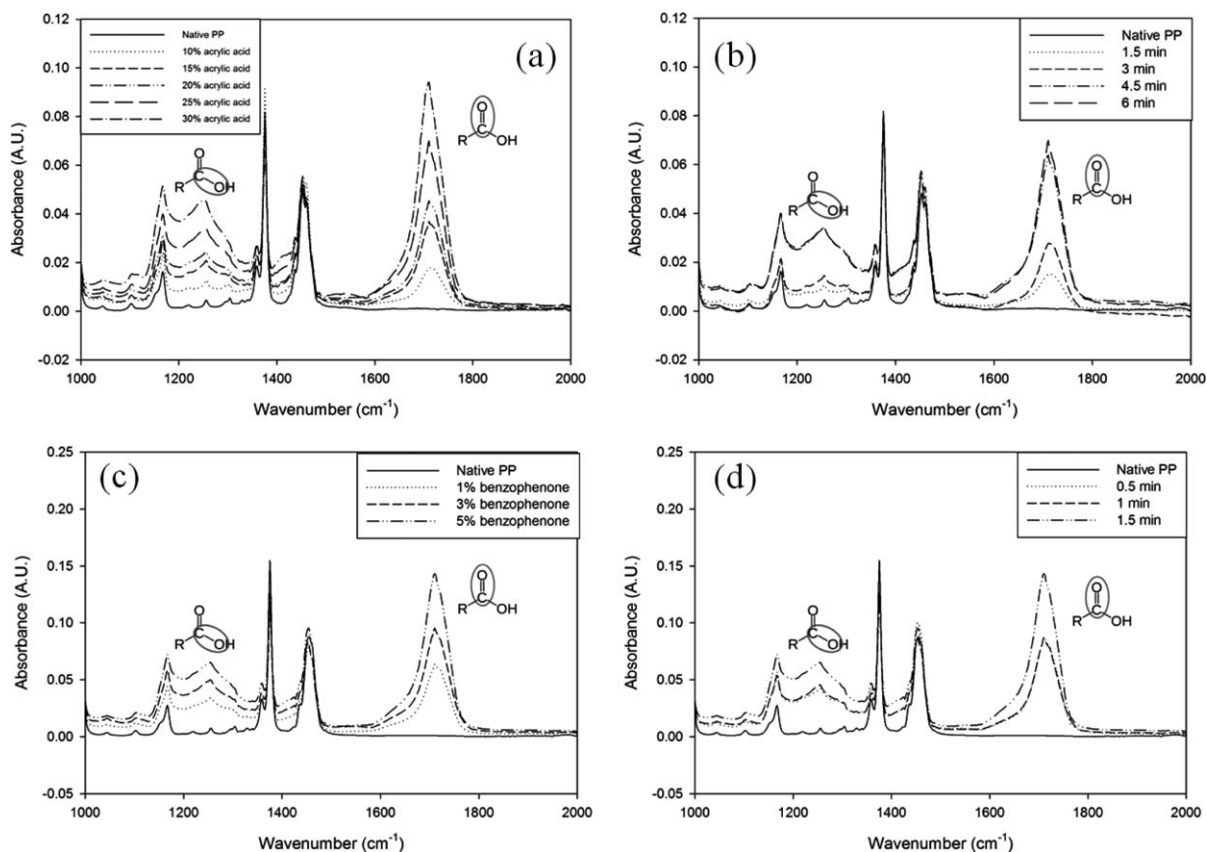 (a)
Native PP
10% acrylic acid
15% acrylic acid
20% acrylic acid
25% acrylic acid
30% acrylic acid
0.12
0.10
0.08
0.06
0.04
0.02
0.00
-0.02
Absorbance (A.U.)
O
R C OH
O
R C OH
1000 1200 1400 1600 1800 2000
Wavenumber (cm-1)
(b)
Native PP
1.5 min
3 min
4.5 min
6 min
0.12
0.10
0.08
0.06
0.04
0.02
0.00
-0.02
Absorbance (A.U.)
O
R C OH
O
R C OH
1000 1200 1400 1600 1800 2000
Wavenumber (cm-1)
(c)
Native PP
1% benzophenone
3% benzophenone
5% benzophenone
0.25
0.20
0.15
0.10
0.05
0.00
-0.05
Absorbance (A.U.)
O
R C OH
O
R C OH
1000 1200 1400 1600 1800 2000
Wavenumber (cm-1)
(d)
Native PP
0.5 min
1 min
1.5 min
0.25
0.20
0.15
0.10
0.05
0.00
-0.05
Absorbance (A.U.)
O
R C OH
O
R C OH
1000 1200 1400 1600 1800 2000
Wavenumber (cm-1)